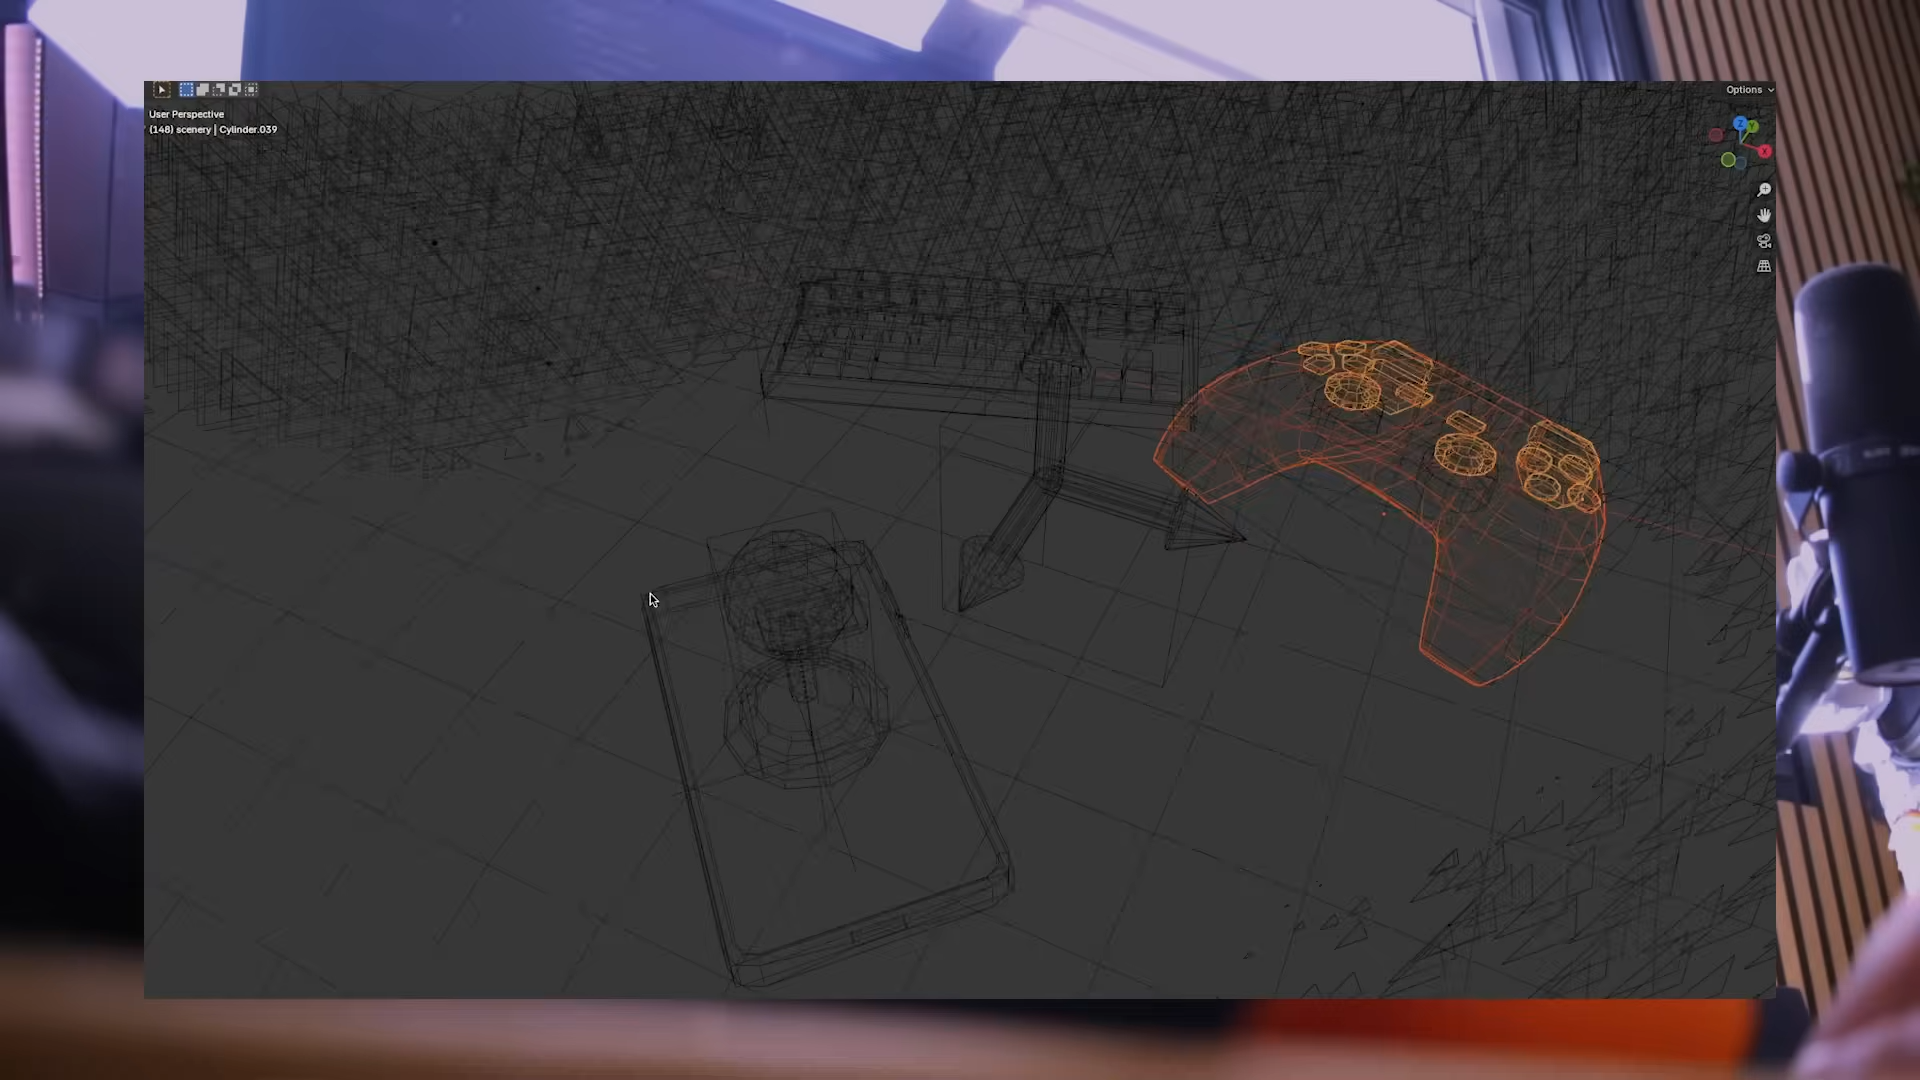 Options
User Perspective
(148) scenery | Cylinder.039
Z
Y
X